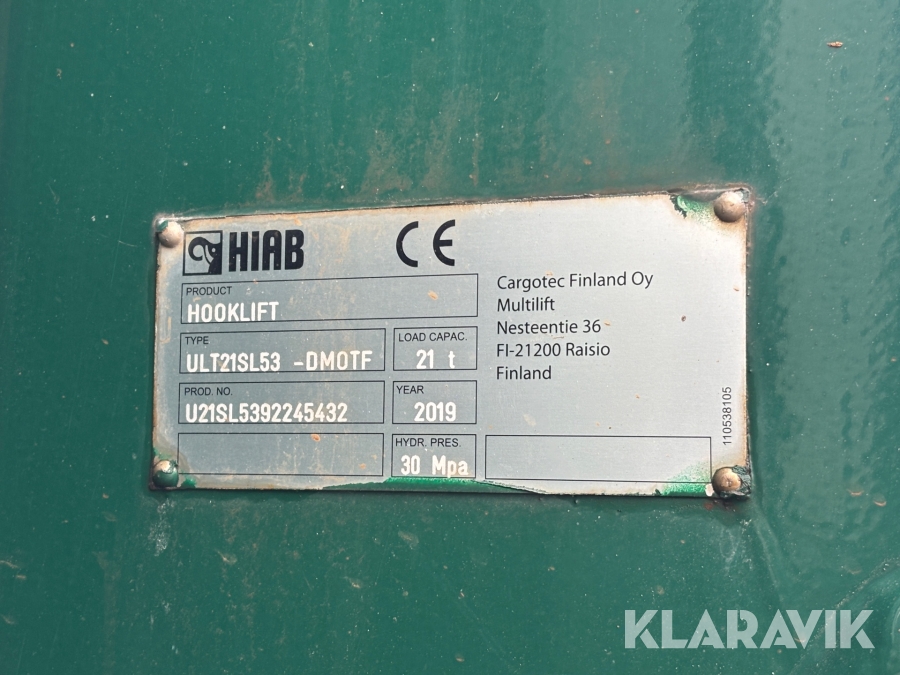 HIAB
CE
PRODUCT
HOOKLIFT
TYPE
ULT21SL53 -DMOTF
LOAD CAPAC.
21 t
PROD. NO.
U21SL5392245432
YEAR
2019
HYDR. PRES.
30 Mpa
Cargotec Finland Oy
Multilift
Nesteentie 36
FI-21200 Raisio
Finland
110538105
KLARAVIK